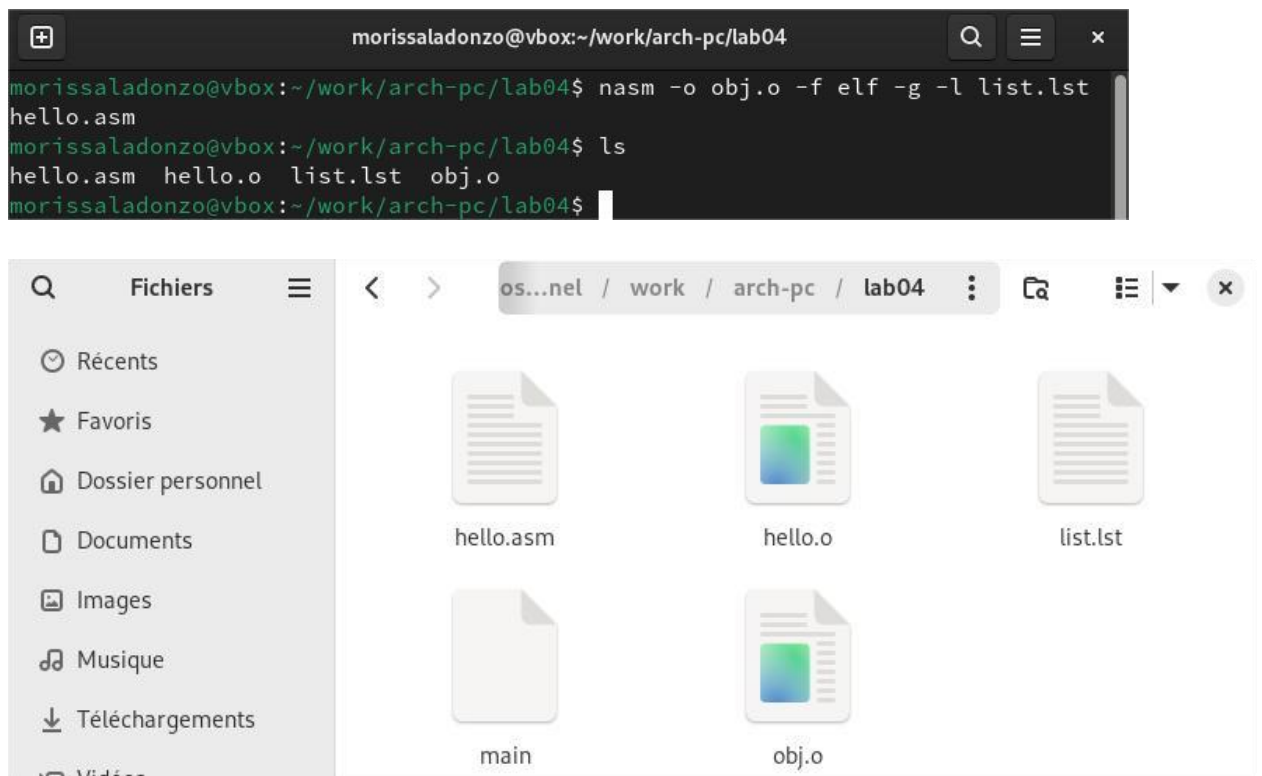 morissaladonzo@vbox:~/work/arch-pc/lab04
morissaladonzo@vbox:~/work/arch-pc/lab04$ nasm -o obj.o -f elf -g -l list.lst
hello.asm
morissaladonzo@vbox:~/work/arch-pc/lab04$ ls
hello.asm  hello.o  list.lst  obj.o
morissaladonzo@vbox:~/work/arch-pc/lab04$
Fichiers
os...nel / work / arch-pc / lab04
Récents
Favoris
Dossier personnel
Documents
Images
Musique
Téléchargements
Vidéos
hello.asm
hello.o
list.lst
main
obj.o